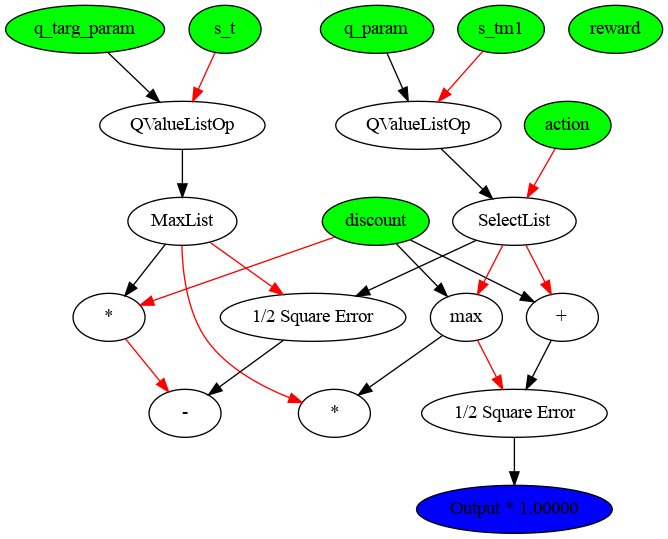 q_targ_param
s_t
q_param
s_tm1
reward
QValueListOp
QValueListOp
action
MaxList
discount
SelectList
*
1/2 Square Error
max
+
-
*
1/2 Square Error
Output * 1.00000